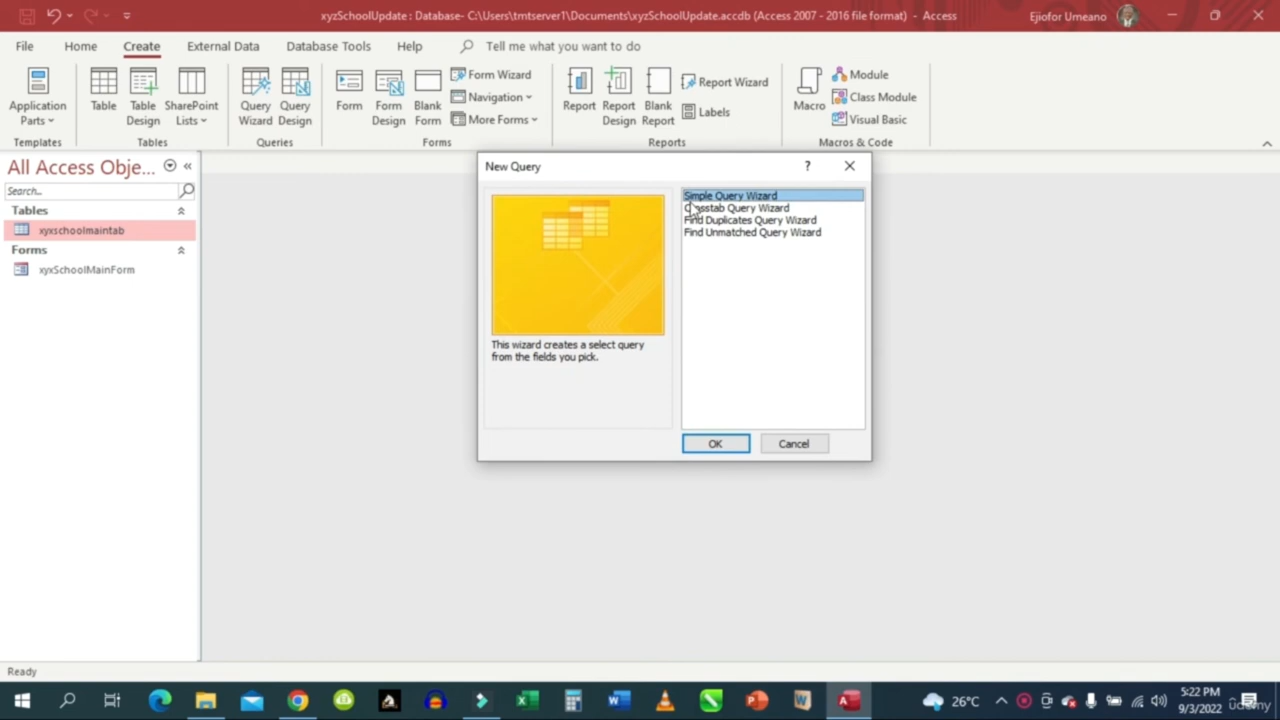 xyzSchoolUpdate : Database- C:\Users\tmtserver1\Documents\xyzSchoolUpdate.accdb (Access 2007 - 2016 file format) - Access
Ejiofor Umeano
File Home Create External Data Database Tools Help Tell me what you want to do
Application Parts
Table
Table Design
SharePoint Lists
Query Wizard
Query Design
Form
Form Design
Blank Form
Form Wizard
Navigation
More Forms
Report
Report Design
Blank Report
Report Wizard
Labels
Macro
Module
Class Module
Visual Basic
Templates Tables Queries Forms Reports Macros & Code
All Access Obje...
Search...
Tables
xyxschoolmaintab
Forms
xyxSchoolMainForm
New Query
?
This wizard creates a select query
from the fields you pick.
Simple Query Wizard
Crosstab Query Wizard
Find Duplicates Query Wizard
Find Unmatched Query Wizard
OK Cancel
Ready
26°C
5:22 PM
9/3/2022
udemy